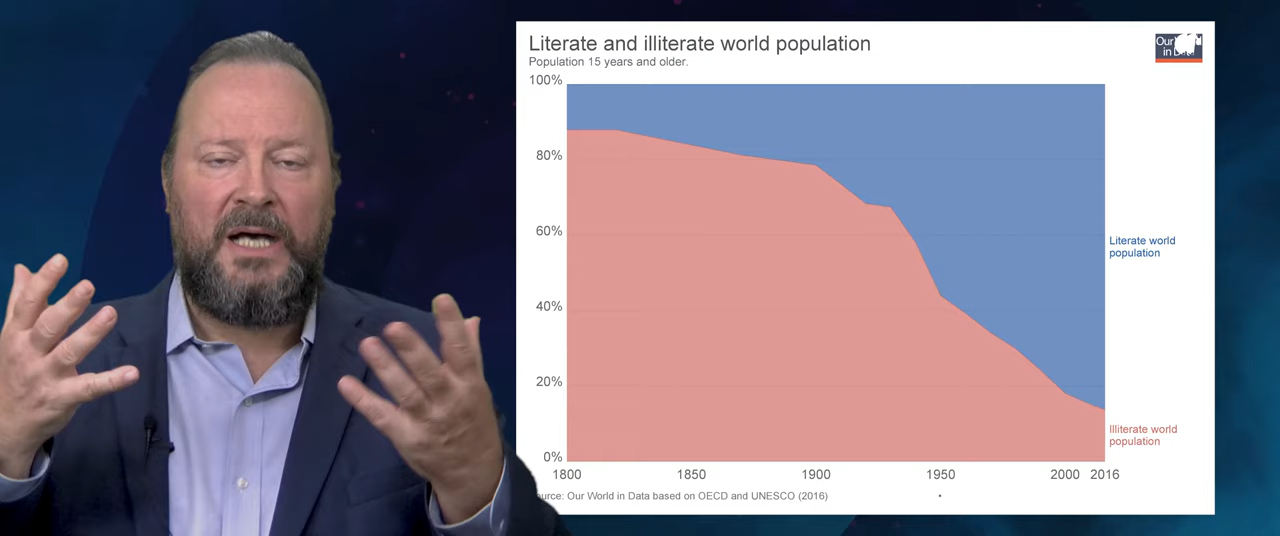 Literate and illiterate world population
Population 15 years and older.
Our
in
100%
80%
60%
40%
20%
0%
Literate world
population
Illiterate world
population
1800 1850 1900 1950 2000 2016
Our World in Data based on OECD and UNESCO (2016)